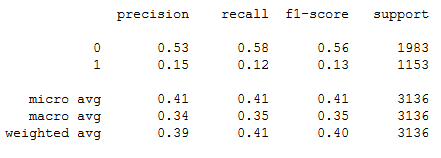 precision recall f1-score support
0 0.53 0.58 0.56 1983
1 0.15 0.12 0.13 1153
micro avg 0.41 0.41 0.41 3136
macro avg 0.34 0.35 0.35 3136
weighted avg 0.39 0.41 0.40 3136